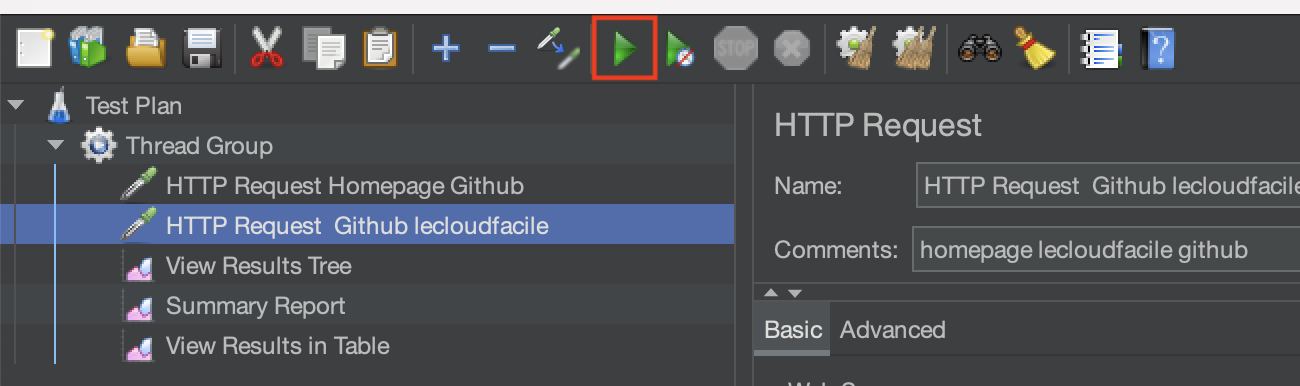 STOP
?
Test Plan
Thread Group
HTTP Request Homepage Github
HTTP Request  Github lecloudfacile
View Results Tree
Summary Report
View Results in Table
HTTP Request
Name: HTTP Request  Github lecloudfacile
Comments: homepage lecloudfacile github
Basic Advanced